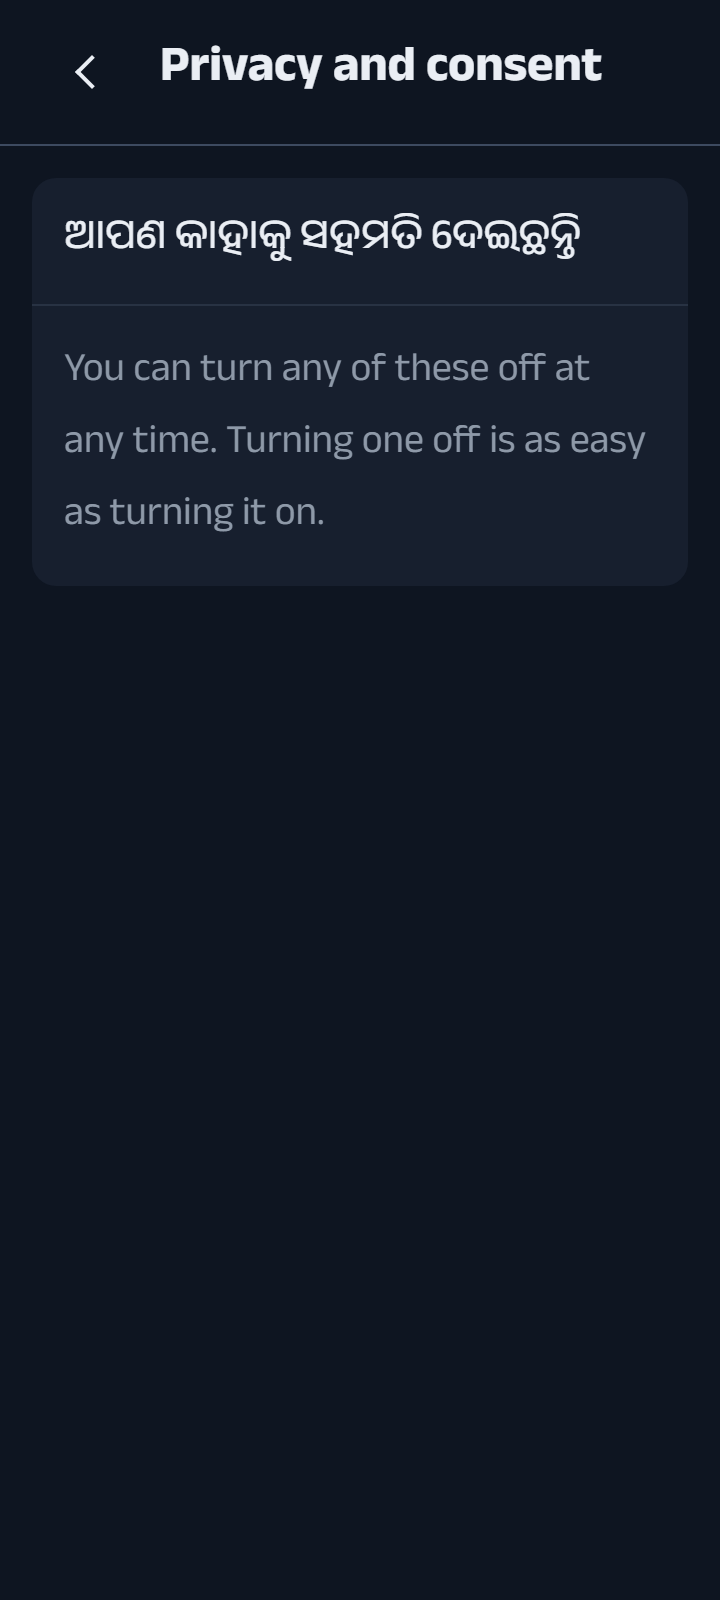 Privacy and consent
ଆପଣ କାହାକୁ ସହମତି ଦେଇଛନ୍ତି
You can turn any of these off at
any time. Turning one off is as easy
as turning it on.